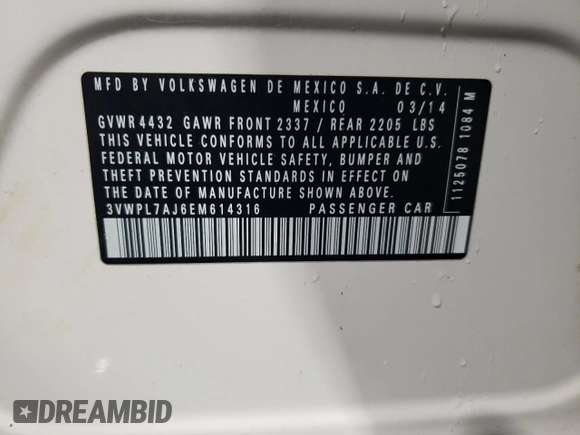 MFD BY VOLKSWAGEN DE MEXICO S.A. DE C.V.
MEXICO 03/14
GVWR 4432 GAWR FRONT 2337 / REAR 2205 LBS
THIS VEHICLE CONFORMS TO ALL APPLICABLE U.S.
FEDERAL MOTOR VEHICLE SAFETY, BUMPER AND
THEFT PREVENTION STANDARDS IN EFFECT ON
THE DATE OF MANUFACTURE SHOWN ABOVE.
3VWPL7AJ6EM614316 PASSENGER CAR
1125078 1084 M
DREAMBID